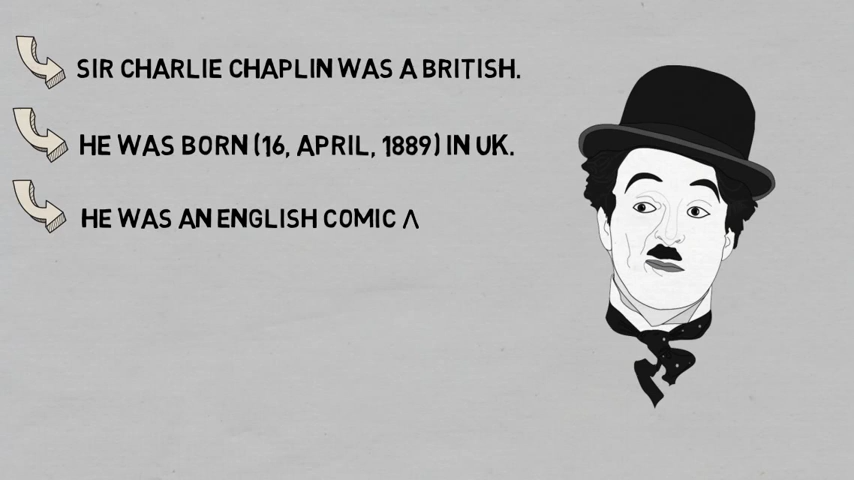 SIR CHARLIE CHAPLIN WAS A BRITISH.
HE WAS BORN (16, APRIL, 1889) IN UK.
HE WAS AN ENGLISH COMIC